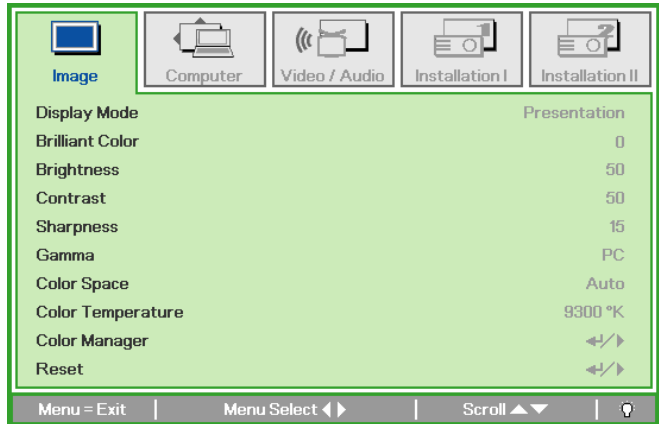 Image Computer Video / Audio Installation I Installation II
Display Mode Presentation
Brilliant Color 0
Brightness 50
Contrast 50
Sharpness 15
Gamma PC
Color Space Auto
Color Temperature 9300 °K
Color Manager
Reset
Menu = Exit Menu Select Scroll